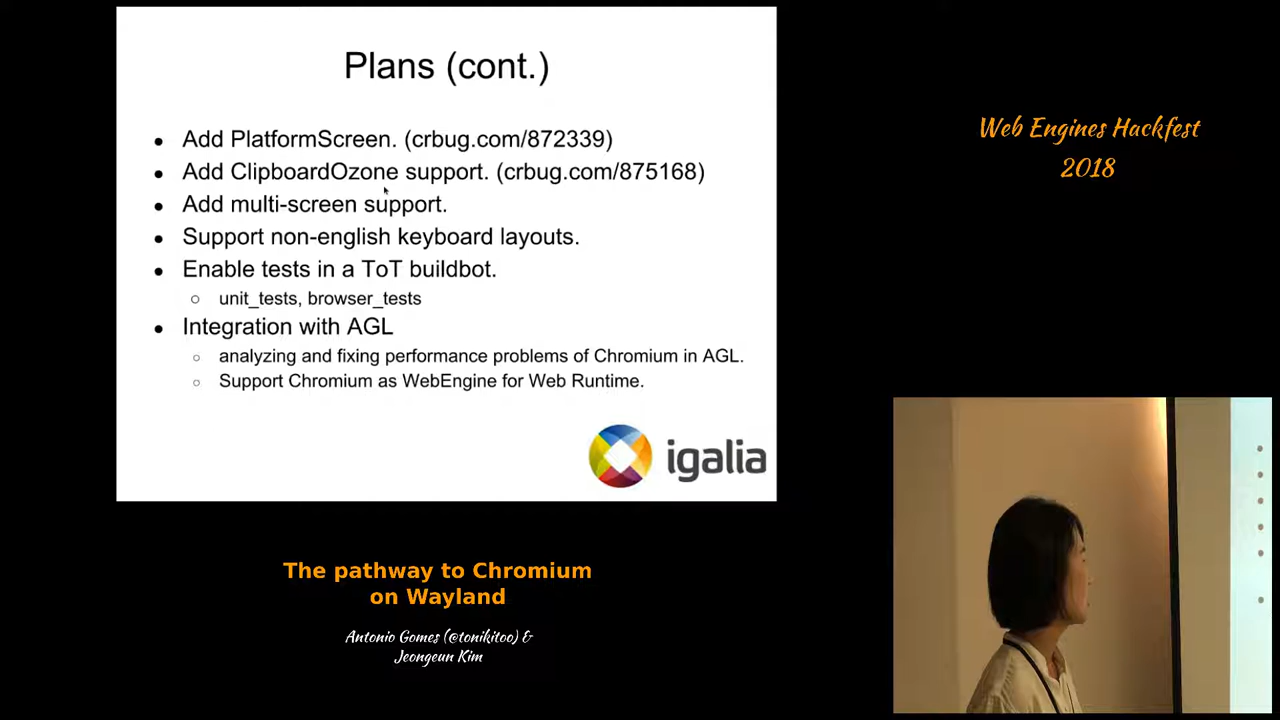 Plans (cont.)
● Add PlatformScreen. (crbug.com/872339)
● Add ClipboardOzone support. (crbug.com/875168)
● Add multi-screen support.
● Support non-english keyboard layouts.
● Enable tests in a ToT buildbot.
○ unit_tests, browser_tests
● Integration with AGL
○ analyzing and fixing performance problems of Chromium in AGL.
○ Support Chromium as WebEngine for Web Runtime.
igalia
Web Engines Hackfest
2018
The pathway to Chromium
on Wayland
Antonio Gomes (@tonikitoo) &
Jeongeun Kim